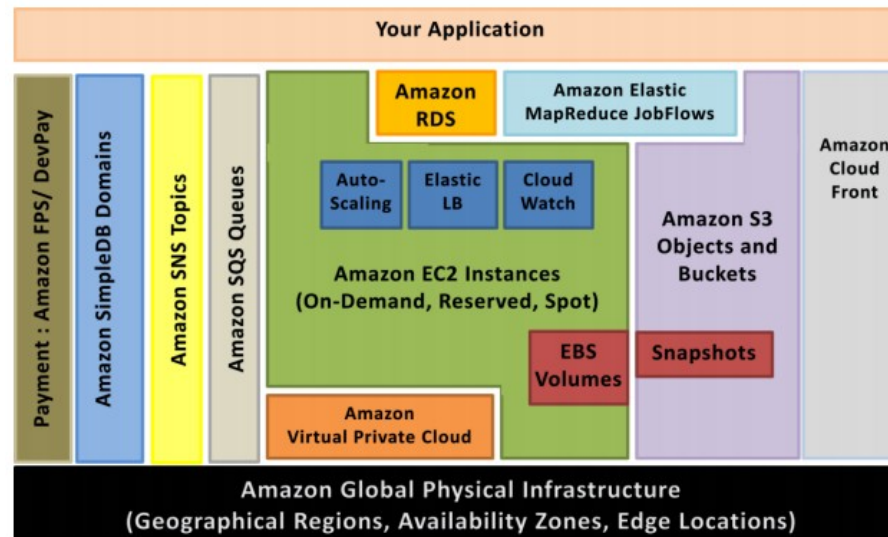 Your Application
Payment : Amazon FPS/ DevPay
Amazon SimpleDB Domains
Amazon SNS Topics
Amazon SQS Queues
Amazon
RDS
Amazon Elastic
MapReduce JobFlows
Auto-
Scaling
Elastic
LB
Cloud
Watch
Amazon EC2 Instances
(On-Demand, Reserved, Spot)
EBS
Volumes
Amazon
Virtual Private Cloud
Amazon S3
Objects and
Buckets
Snapshots
Amazon
Cloud
Front
Amazon Global Physical Infrastructure
(Geographical Regions, Availability Zones, Edge Locations)